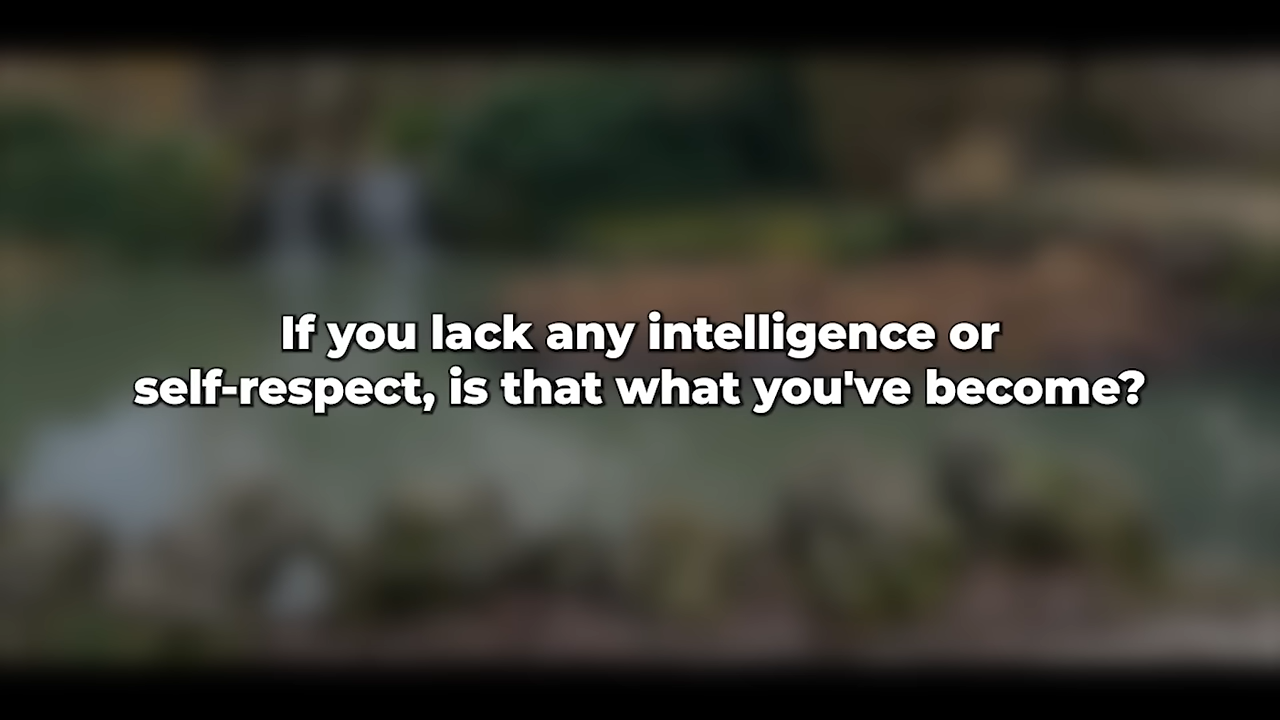 If you lack any intelligence or
self-respect, is that what you've become?